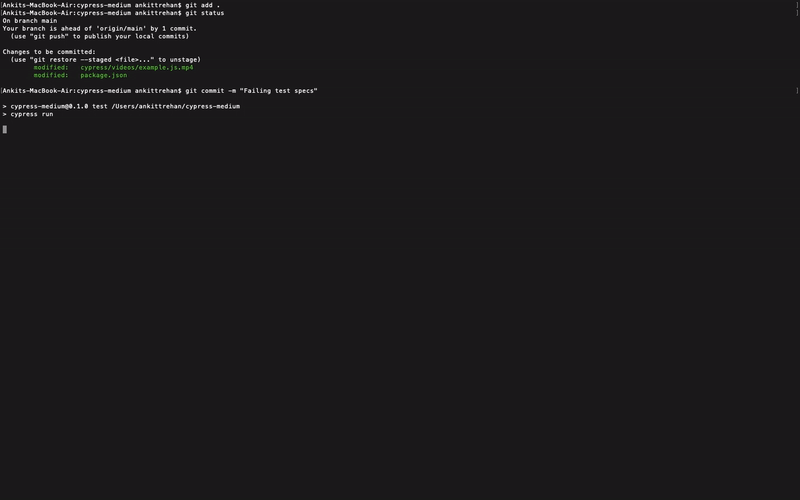 [Ankits-MacBook-Air:cypress-medium ankittrehan$ git add . ]
[Ankits-MacBook-Air:cypress-medium ankittrehan$ git status ]
On branch main
Your branch is ahead of 'origin/main' by 1 commit.
(use "git push" to publish your local commits)
Changes to be committed:
(use "git restore --staged <file>..." to unstage)
modified: cypress/videos/example.js.mp4
modified: package.json
[Ankits-MacBook-Air:cypress-medium ankittrehan$ git commit -m "Failing test specs" ]
> cypress-medium@0.1.0 test /Users/ankittrehan/cypress-medium
> cypress run